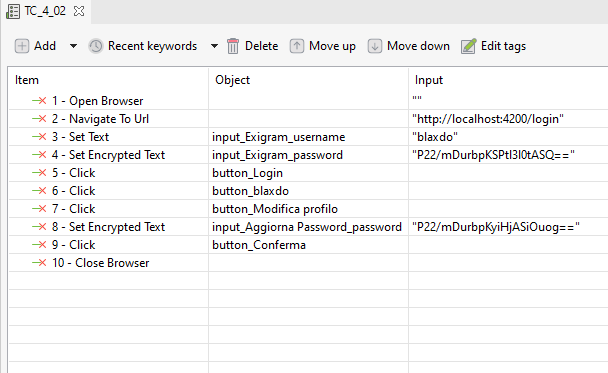 TC_4_02
Add Recent keywords Delete Move up Move down Edit tags
Item Object Input
1 - Open Browser ""
2 - Navigate To Url "http://localhost:4200/login"
3 - Set Text input_Exigram_username "blaxdo"
4 - Set Encrypted Text input_Exigram_password "P22/mDurbpKSPtI3I0tASQ=="
5 - Click button_Login
6 - Click button_blaxdo
7 - Click button_Modifica profilo
8 - Set Encrypted Text input_Aggiorna Password_password "P22/mDurbpKyiHjASiOuog=="
9 - Click button_Conferma
10 - Close Browser